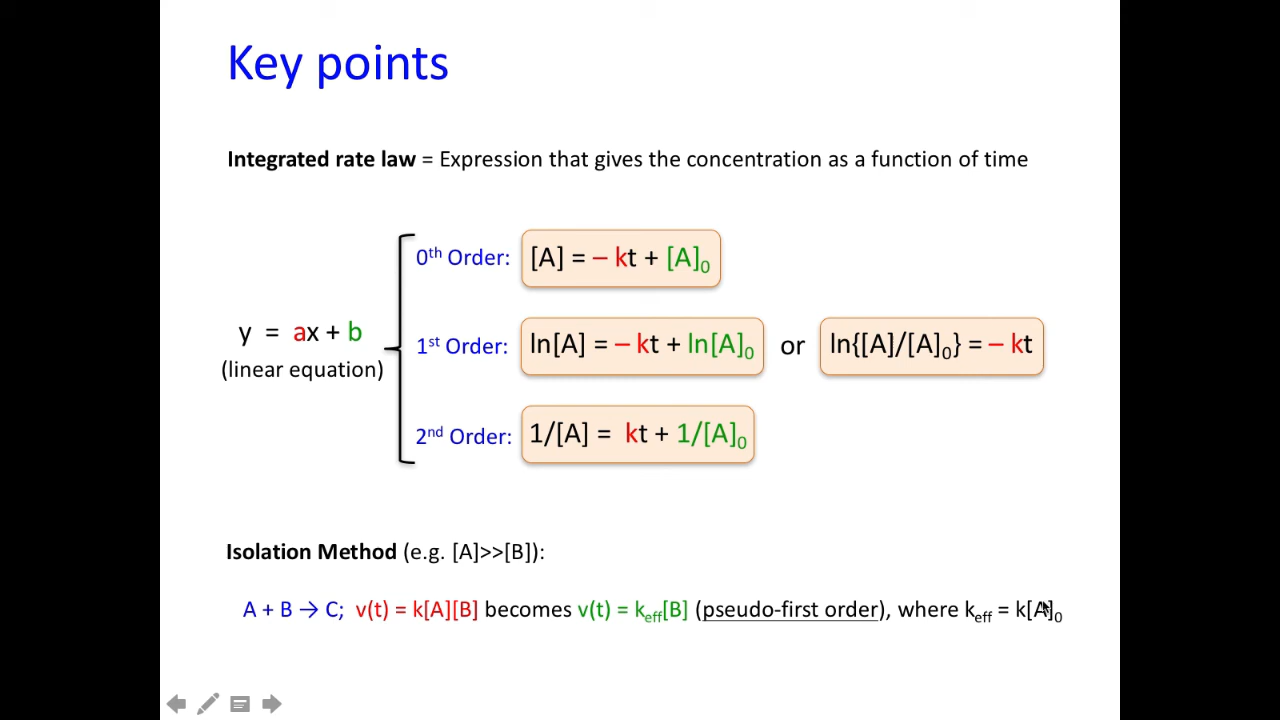 Key points
Integrated rate law = Expression that gives the concentration as a function of time
0th Order: [A] = – kt + [A]0
y = ax + b
(linear equation)
1st Order: ln[A] = – kt + ln[A]0 or ln{[A]/[A]0} = – kt
2nd Order: 1/[A] = kt + 1/[A]0
Isolation Method (e.g. [A]>>[B]):
A + B → C; v(t) = k[A][B] becomes v(t) = keff[B] (pseudo-first order), where keff = k[A]0